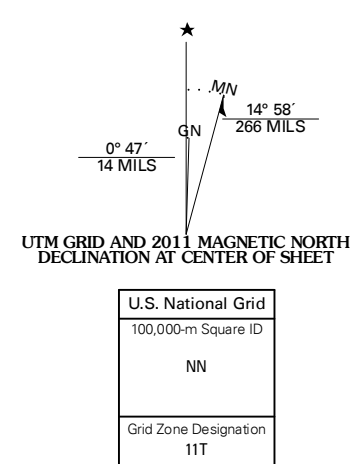 ★
MN
14° 58´
266 MILS
GN
0° 47´
14 MILS
UTM GRID AND 2011 MAGNETIC NORTH
DECLINATION AT CENTER OF SHEET
U.S. National Grid
100,000-m Square ID
NN
Grid Zone Designation
11T